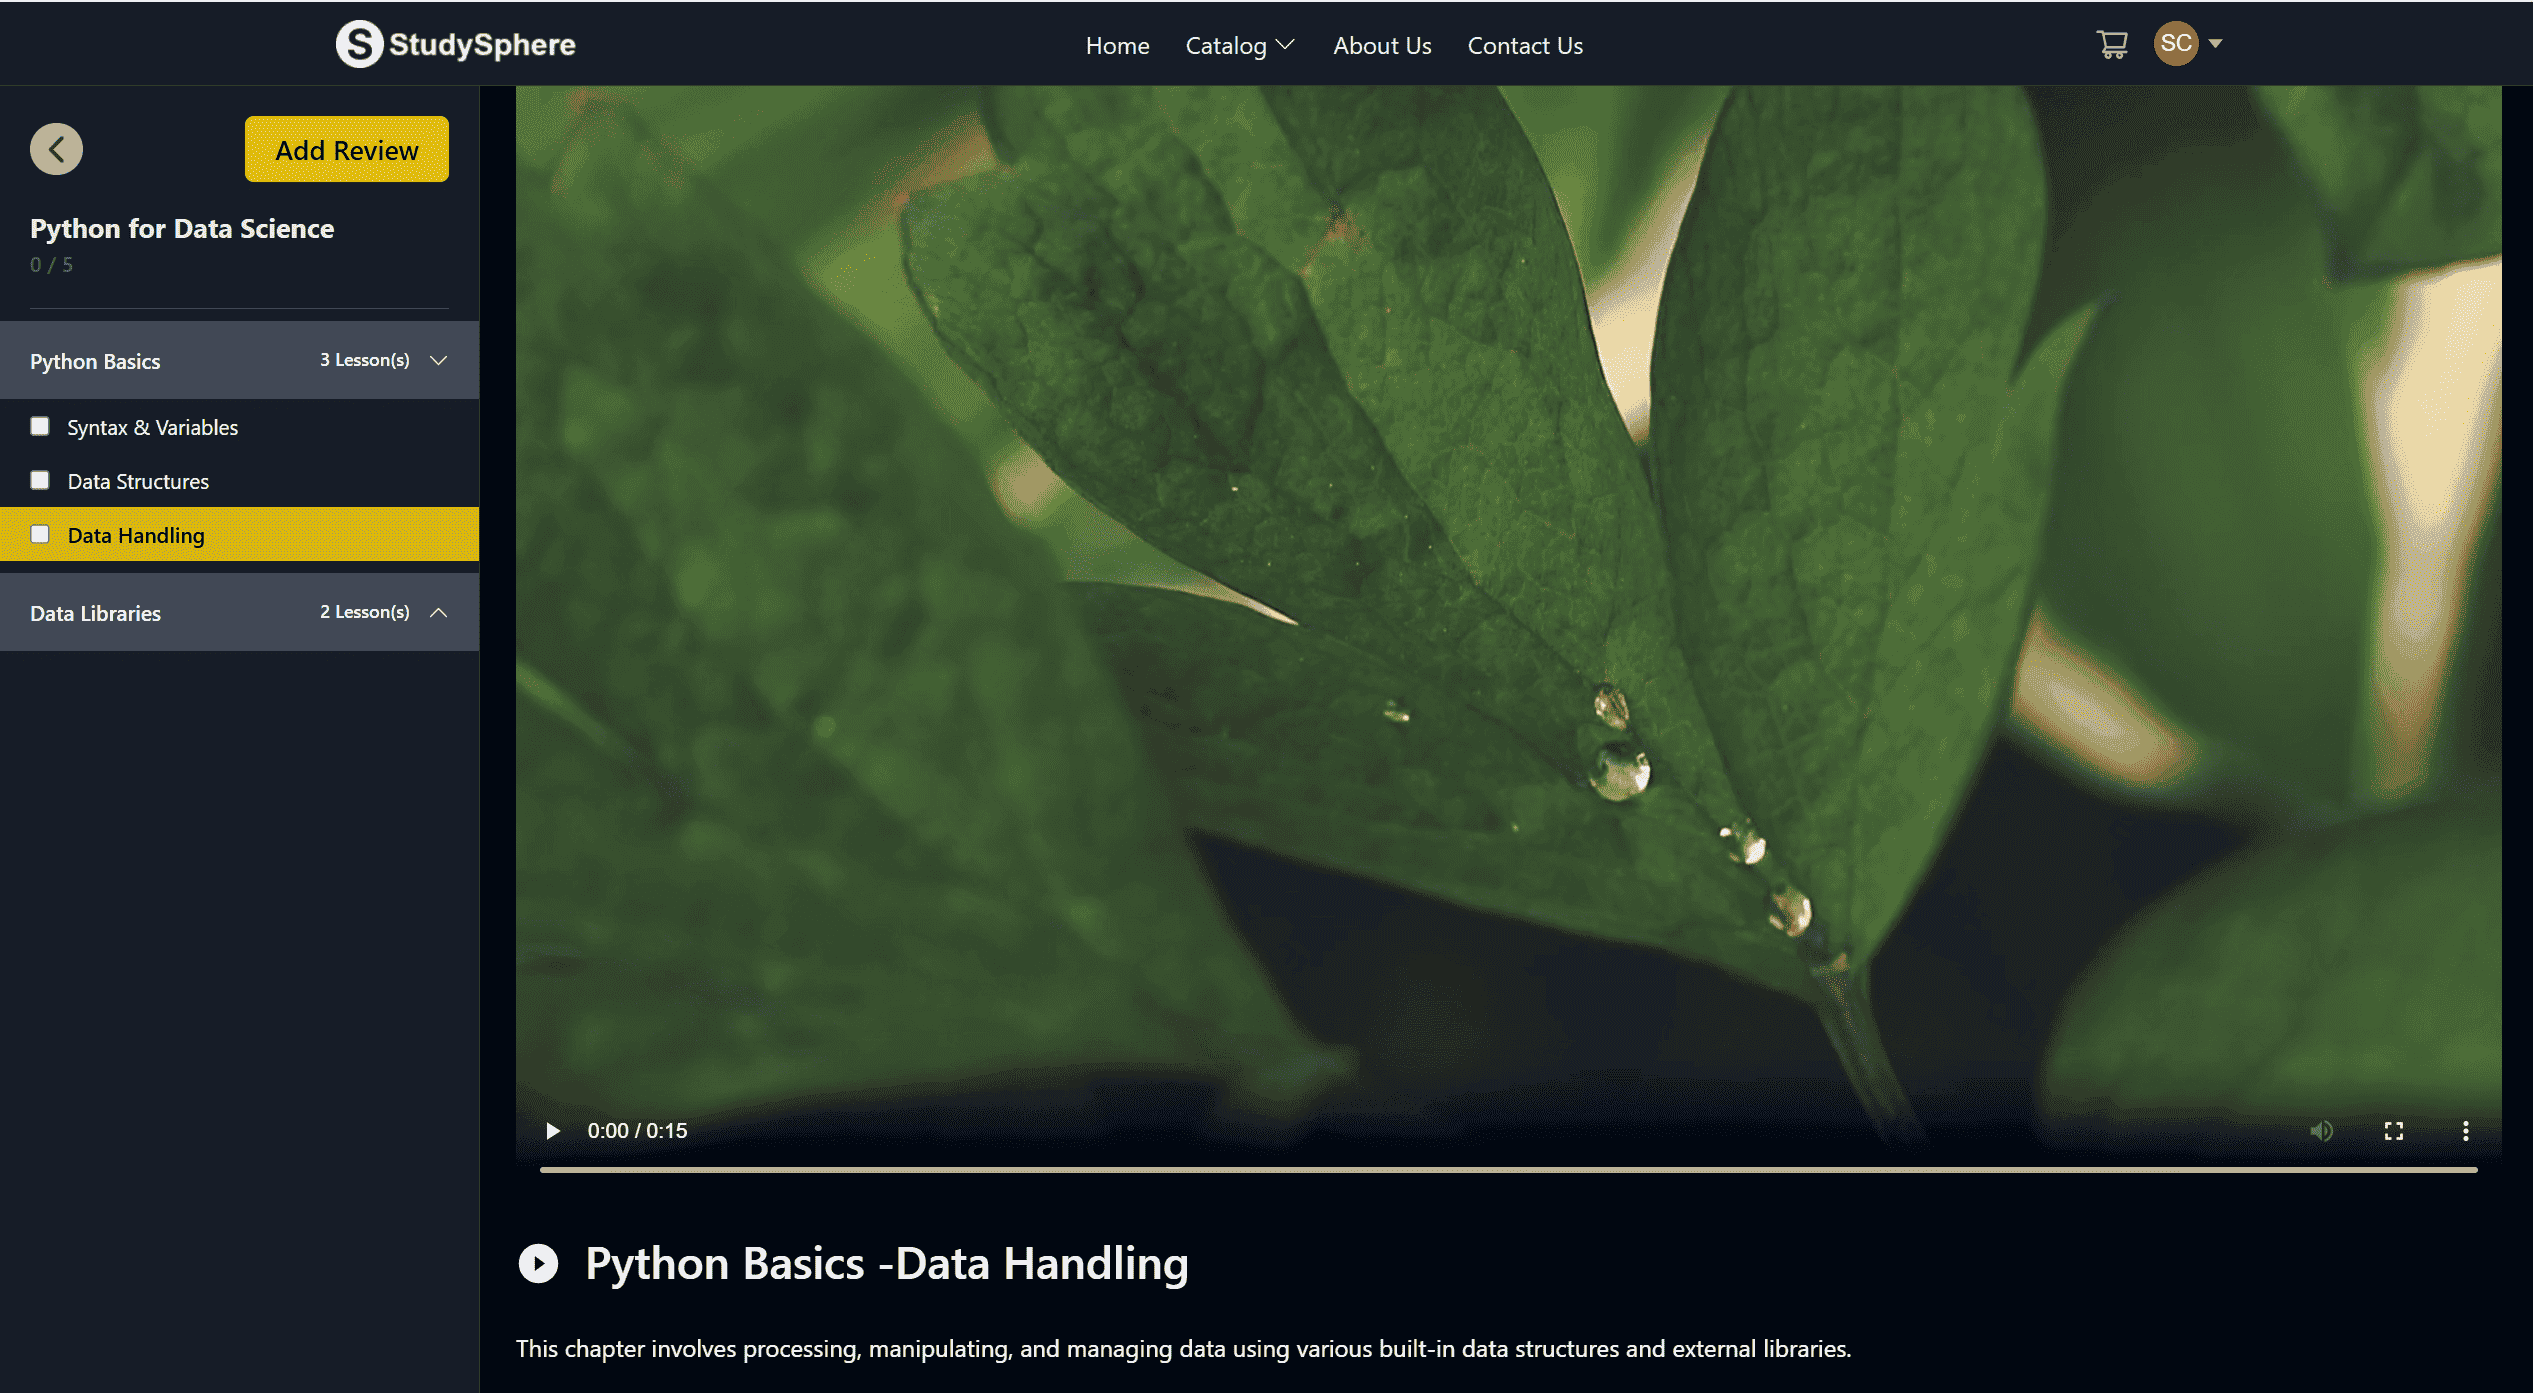 S StudySphere
Home Catalog About Us Contact Us
SC
Add Review
Python for Data Science
0 / 5
Python Basics 3 Lesson(s)
Syntax & Variables
Data Structures
Data Handling
Data Libraries 2 Lesson(s)
0:00 / 0:15
Python Basics -Data Handling
This chapter involves processing, manipulating, and managing data using various built-in data structures and external libraries.